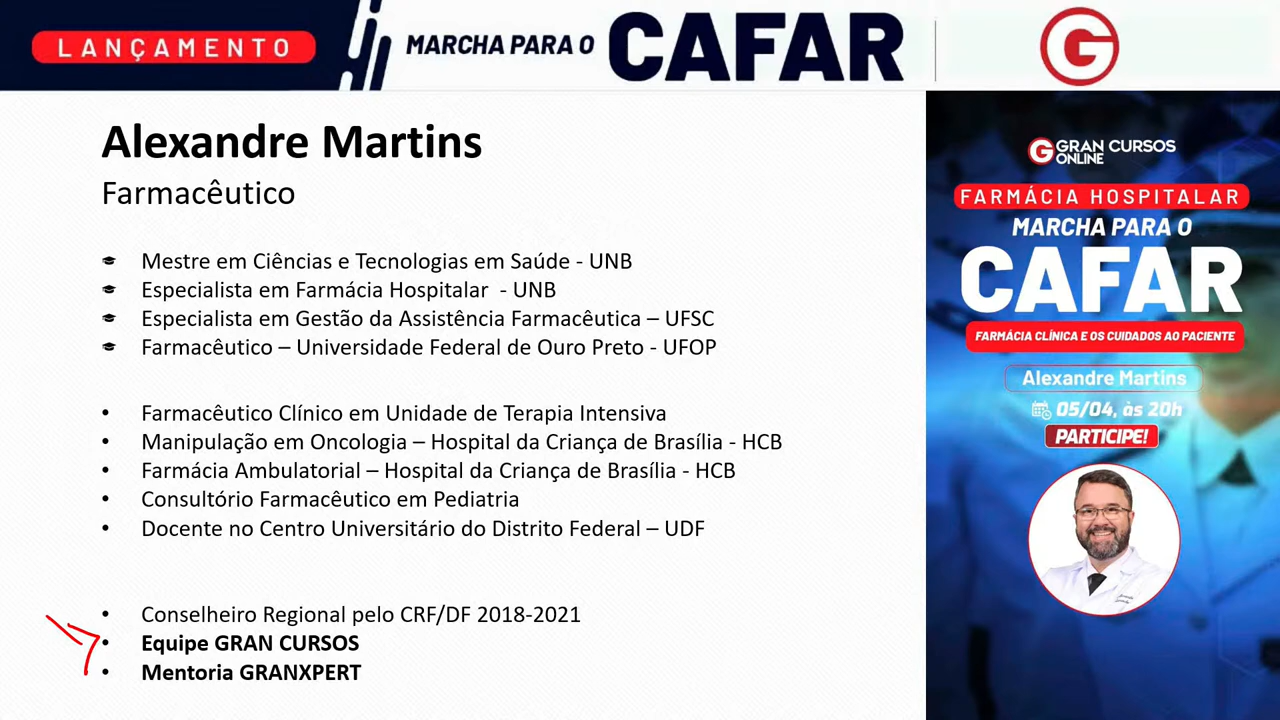 LANÇAMENTO
MARCHA PARA O
CAFAR
G
Alexandre Martins
Farmacêutico
Mestre em Ciências e Tecnologias em Saúde - UNB
Especialista em Farmácia Hospitalar - UNB
Especialista em Gestão da Assistência Farmacêutica – UFSC
Farmacêutico – Universidade Federal de Ouro Preto - UFOP
• Farmacêutico Clínico em Unidade de Terapia Intensiva
• Manipulação em Oncologia – Hospital da Criança de Brasília - HCB
• Farmácia Ambulatorial – Hospital da Criança de Brasília - HCB
• Consultório Farmacêutico em Pediatria
• Docente no Centro Universitário do Distrito Federal – UDF
• Conselheiro Regional pelo CRF/DF 2018-2021
• Equipe GRAN CURSOS
• Mentoria GRANXPERT
G GRAN CURSOS
ONLINE
FARMÁCIA HOSPITALAR
MARCHA PARA O
CAFAR
FARMÁCIA CLÍNICA E OS CUIDADOS AO PACIENTE
Alexandre Martins
05/04, às 20h
PARTICIPE!